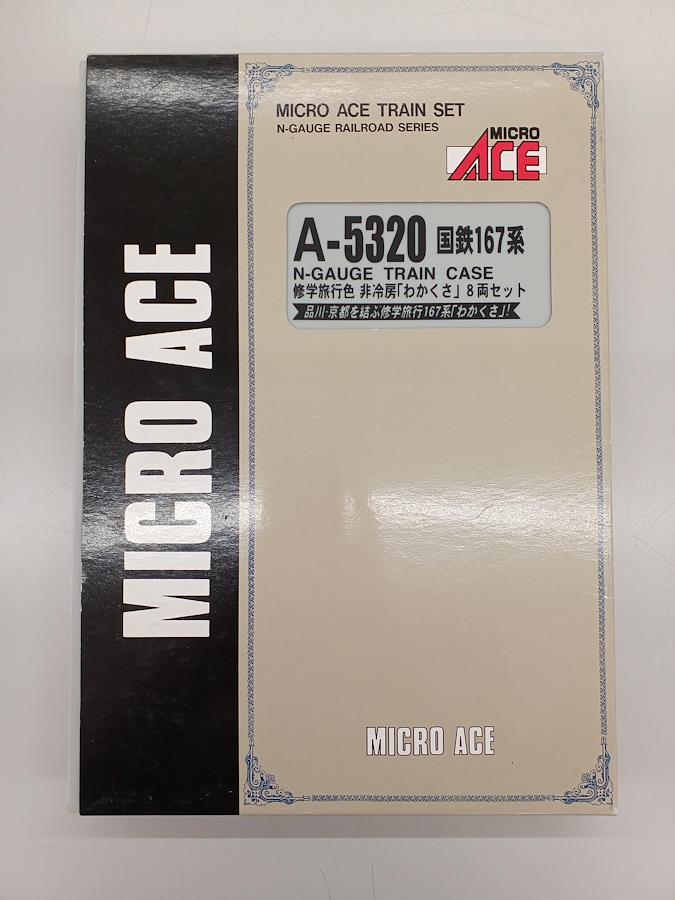 MICRO ACE TRAIN SET
N-GAUGE RAILROAD SERIES
MICRO
ACE
A-5320 国鉄167系
N-GAUGE TRAIN CASE
修学旅行色 非冷房「わかくさ」8両セット
品川-京都を結ぶ修学旅行167系「わかくさ」!
MICRO ACE
MICRO ACE